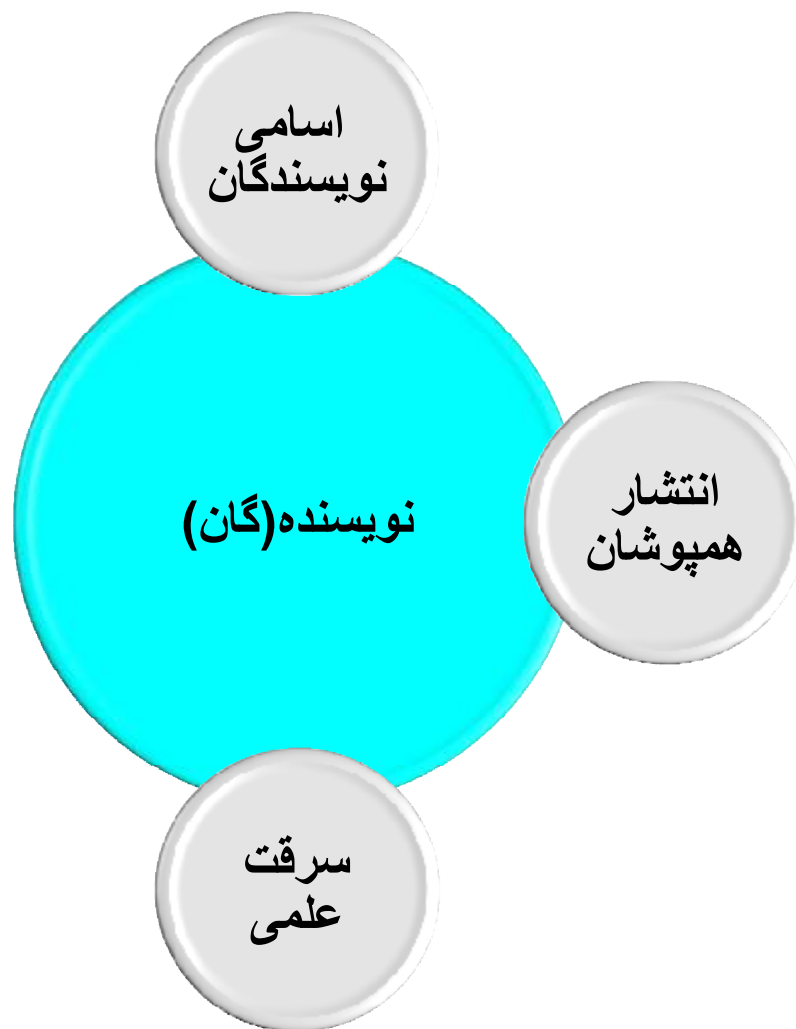 اسامی
نویسندگان
انتشار
همپوشان
نویسنده(گان)
سرقت
علمی